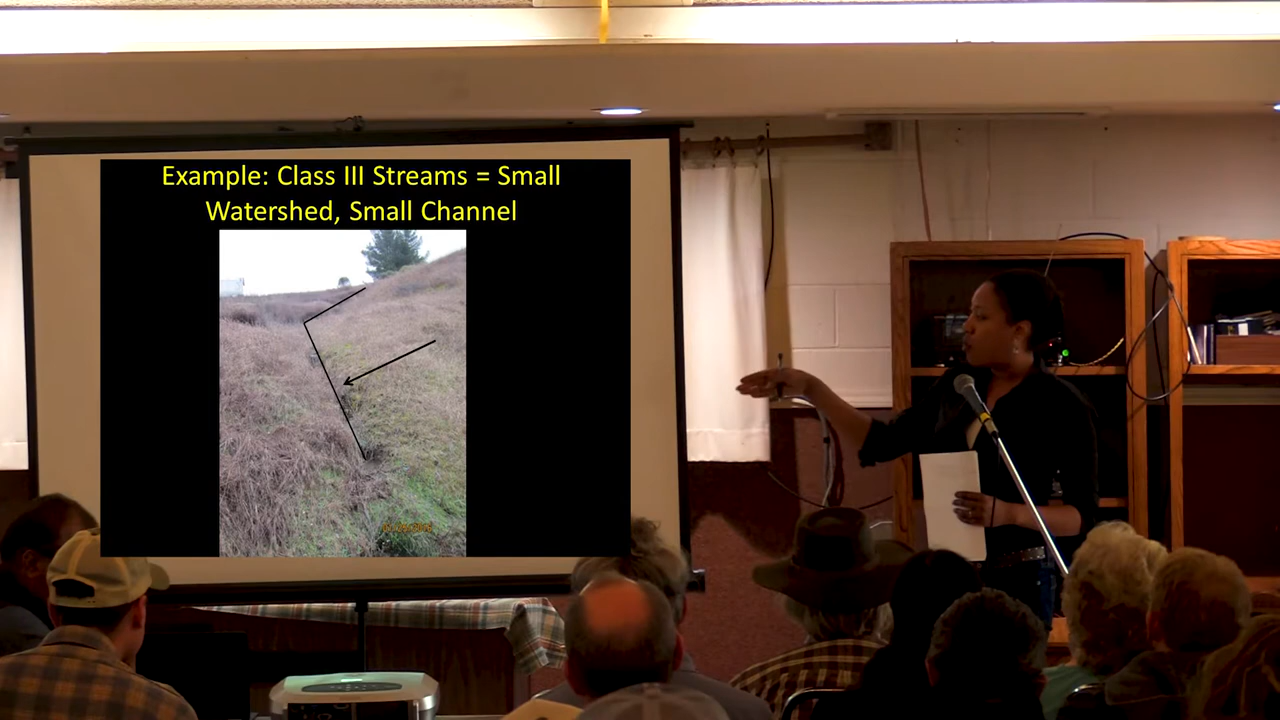 Example: Class III Streams = Small
Watershed, Small Channel